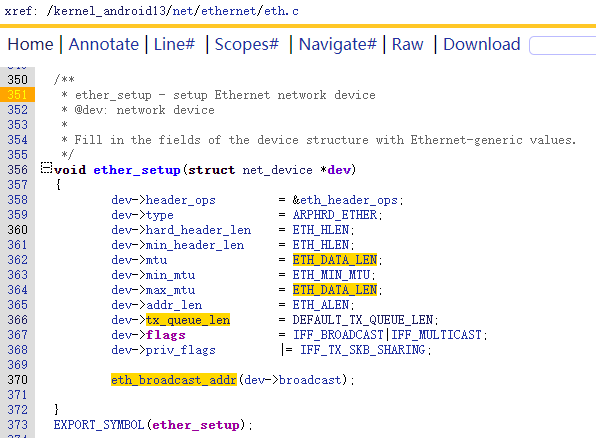 xref: /kernel_android13/net/ethernet/eth.c
Home | Annotate | Line# | Scopes# | Navigate# | Raw | Download
350 /**
351  * ether_setup - setup Ethernet network device
352  * @dev: network device
353  *
354  * Fill in the fields of the device structure with Ethernet-generic values.
355  */
356 void ether_setup(struct net_device *dev)
357 {
358 dev->header_ops = &eth_header_ops;
359 dev->type = ARPHRD_ETHER;
360 dev->hard_header_len = ETH_HLEN;
361 dev->min_header_len = ETH_HLEN;
362 dev->mtu = ETH_DATA_LEN;
363 dev->min_mtu = ETH_MIN_MTU;
364 dev->max_mtu = ETH_DATA_LEN;
365 dev->addr_len = ETH_ALEN;
366 dev->tx_queue_len = DEFAULT_TX_QUEUE_LEN;
367 dev->flags = IFF_BROADCAST|IFF_MULTICAST;
368 dev->priv_flags |= IFF_TX_SKB_SHARING;
369
370 eth_broadcast_addr(dev->broadcast);
371
372 }
373 EXPORT_SYMBOL(ether_setup);